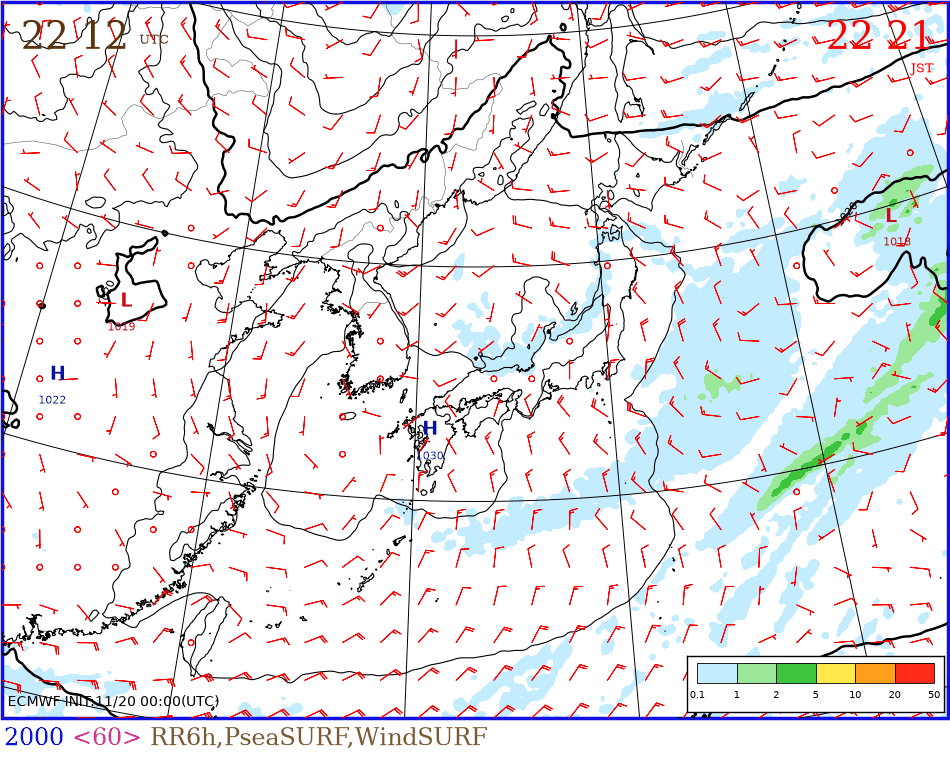 22 12 UTC
22 21
JST
L
1018
L
1019
H
1022
H
1030
ECMWF INIT:11/20 00:00(UTC)
0.1 1 2 5 10 20 50
2000 <60> RR6h,PseaSURF,WindSURF